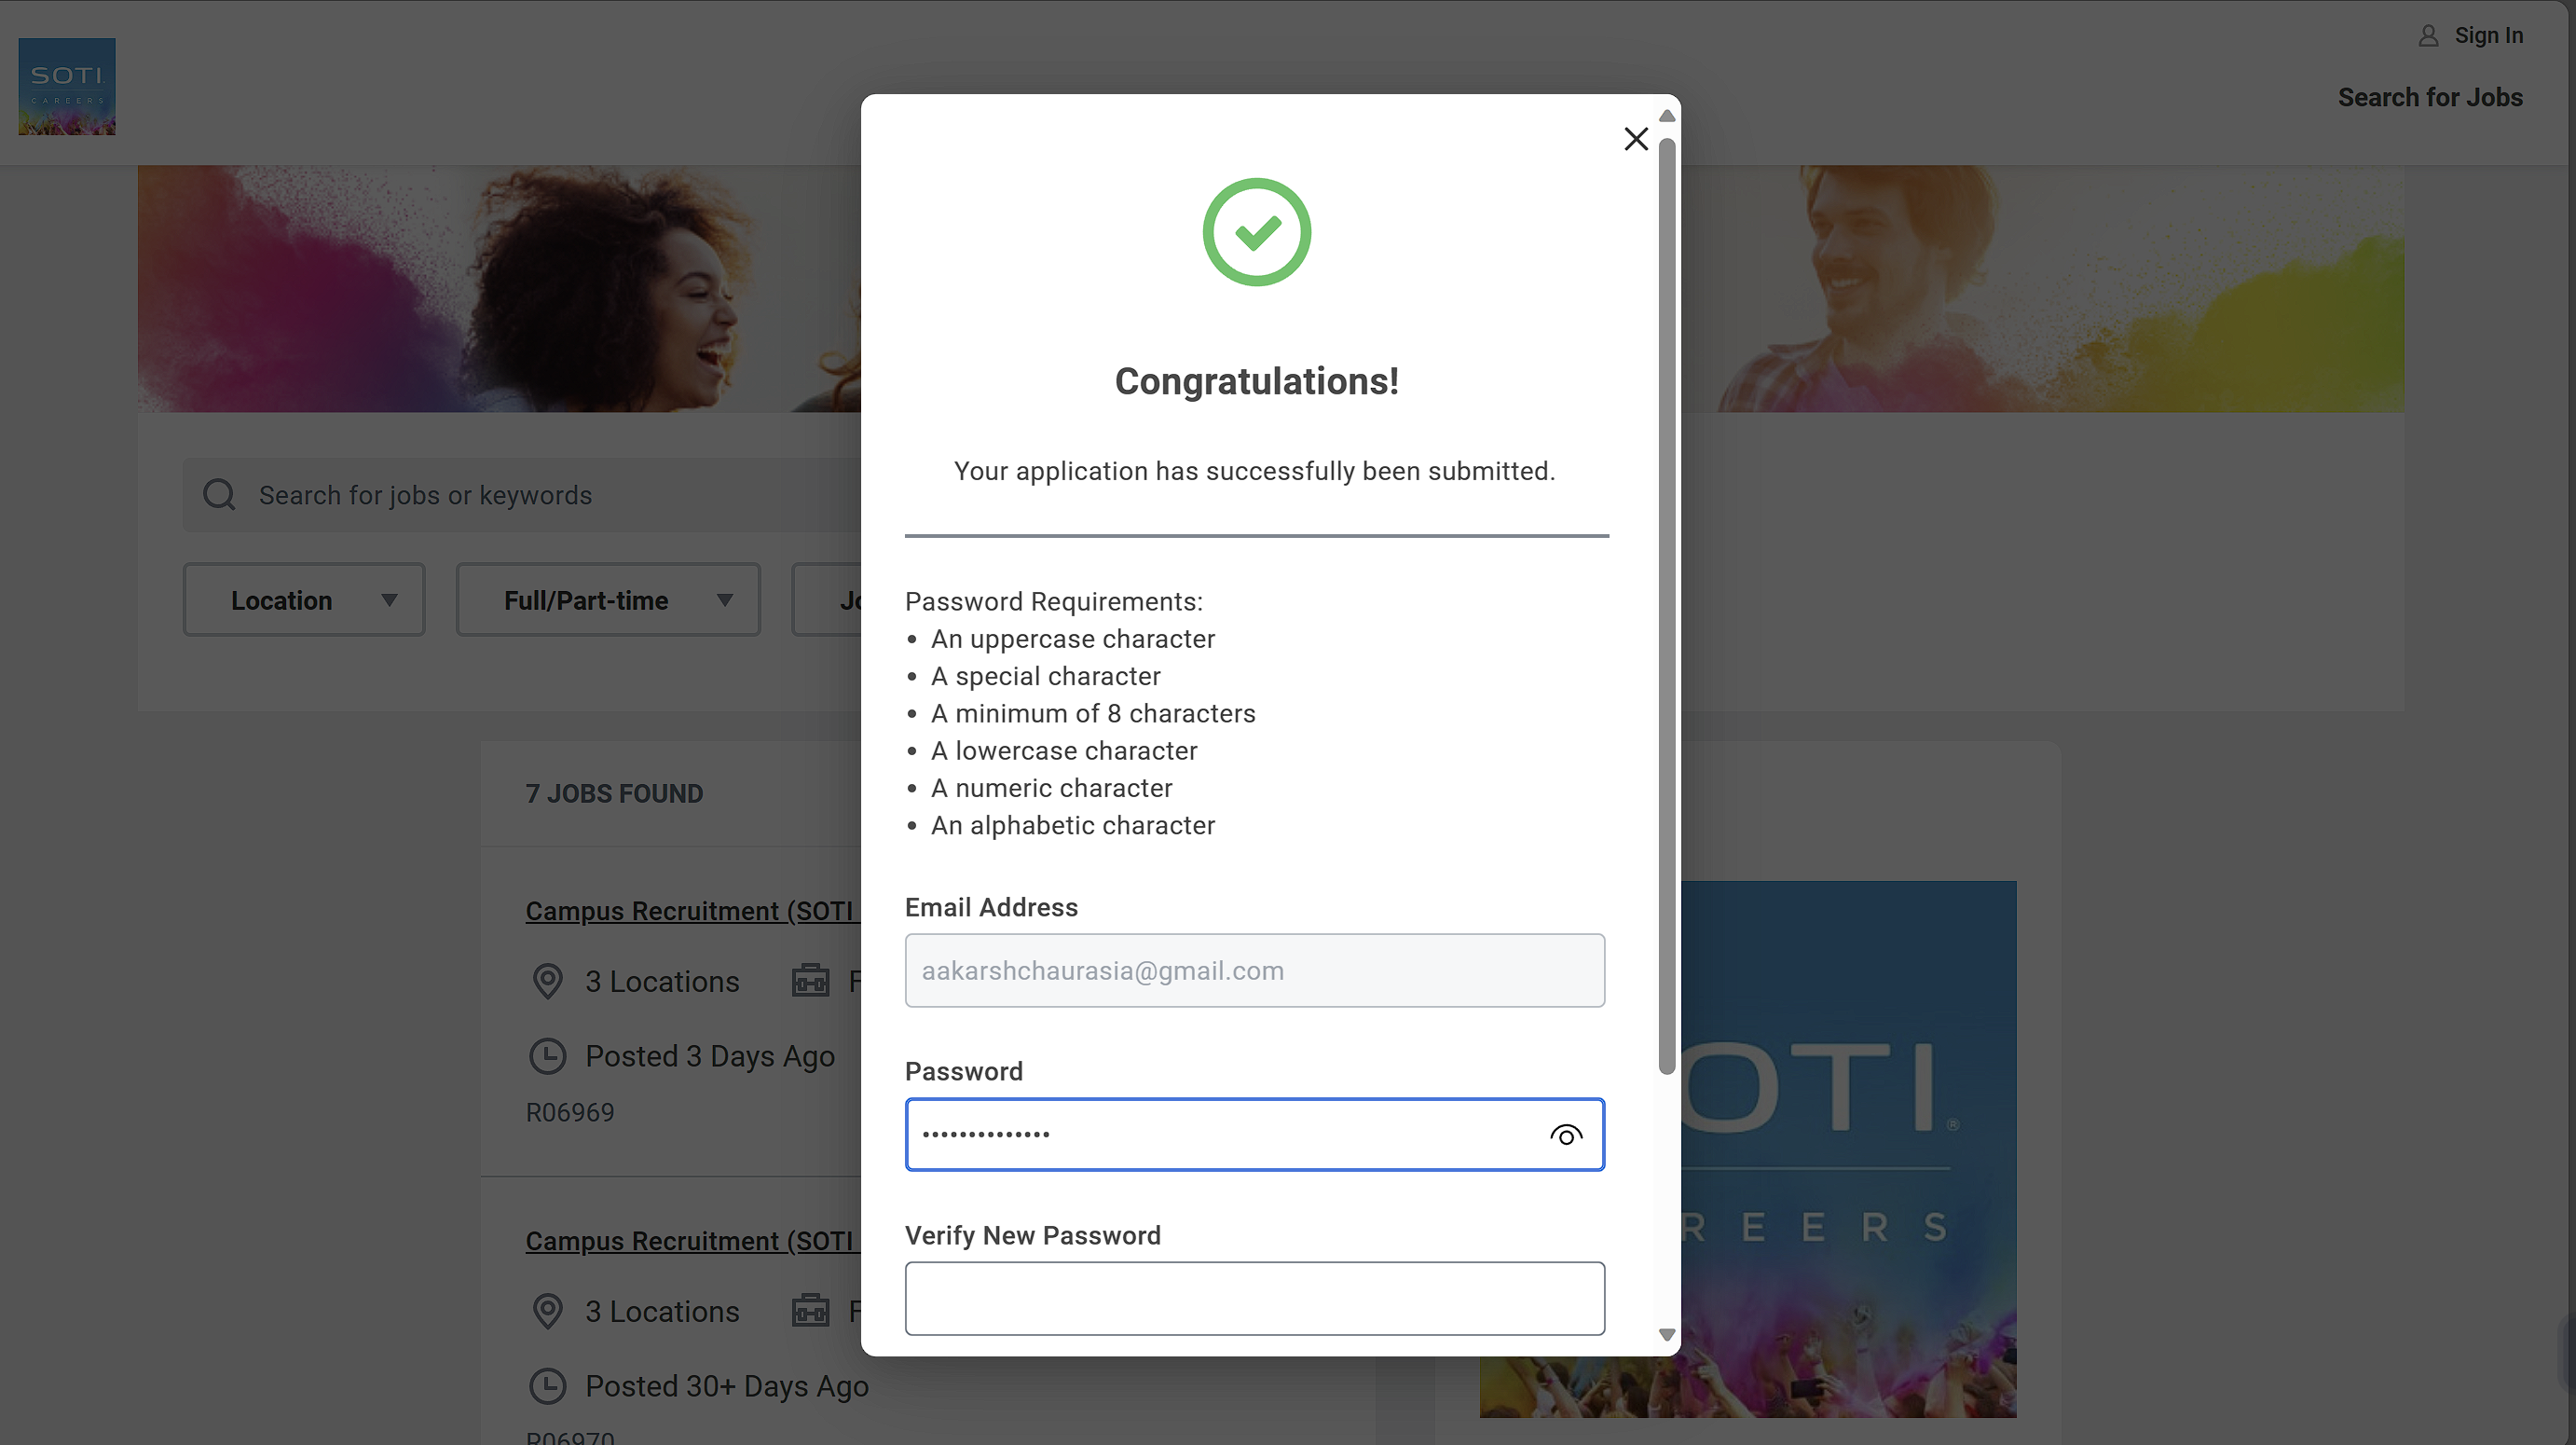 SOTI
CAREERS
Sign In
Search for Jobs
Search for jobs or keywords
Location
Full/Part-time
7 JOBS FOUND
Campus Recruitment (SOTI
3 Locations
Posted 3 Days Ago
R06969
Campus Recruitment (SOTI
3 Locations
Posted 30+ Days Ago
R06970
Congratulations!
Your application has successfully been submitted.
Password Requirements:
• An uppercase character
• A special character
• A minimum of 8 characters
• A lowercase character
• A numeric character
• An alphabetic character
Email Address
aakarshchaurasia@gmail.com
Password
••••••••••••••
Verify New Password
OTI®
REERS